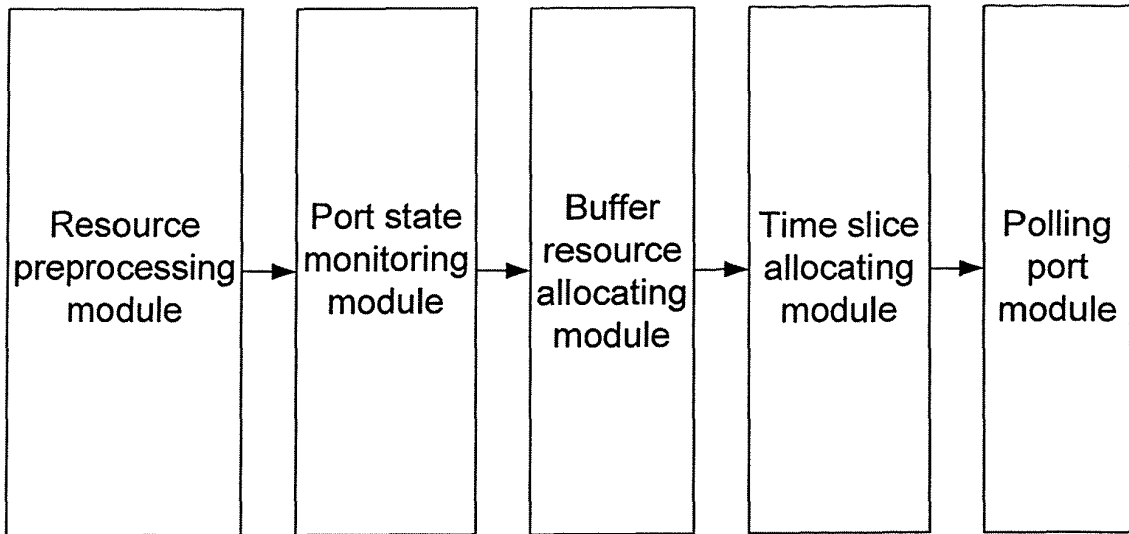 Resource
preprocessing
module
Port state
monitoring
module
Buffer
resource
allocating
module
Time slice
allocating
module
Polling
port
module